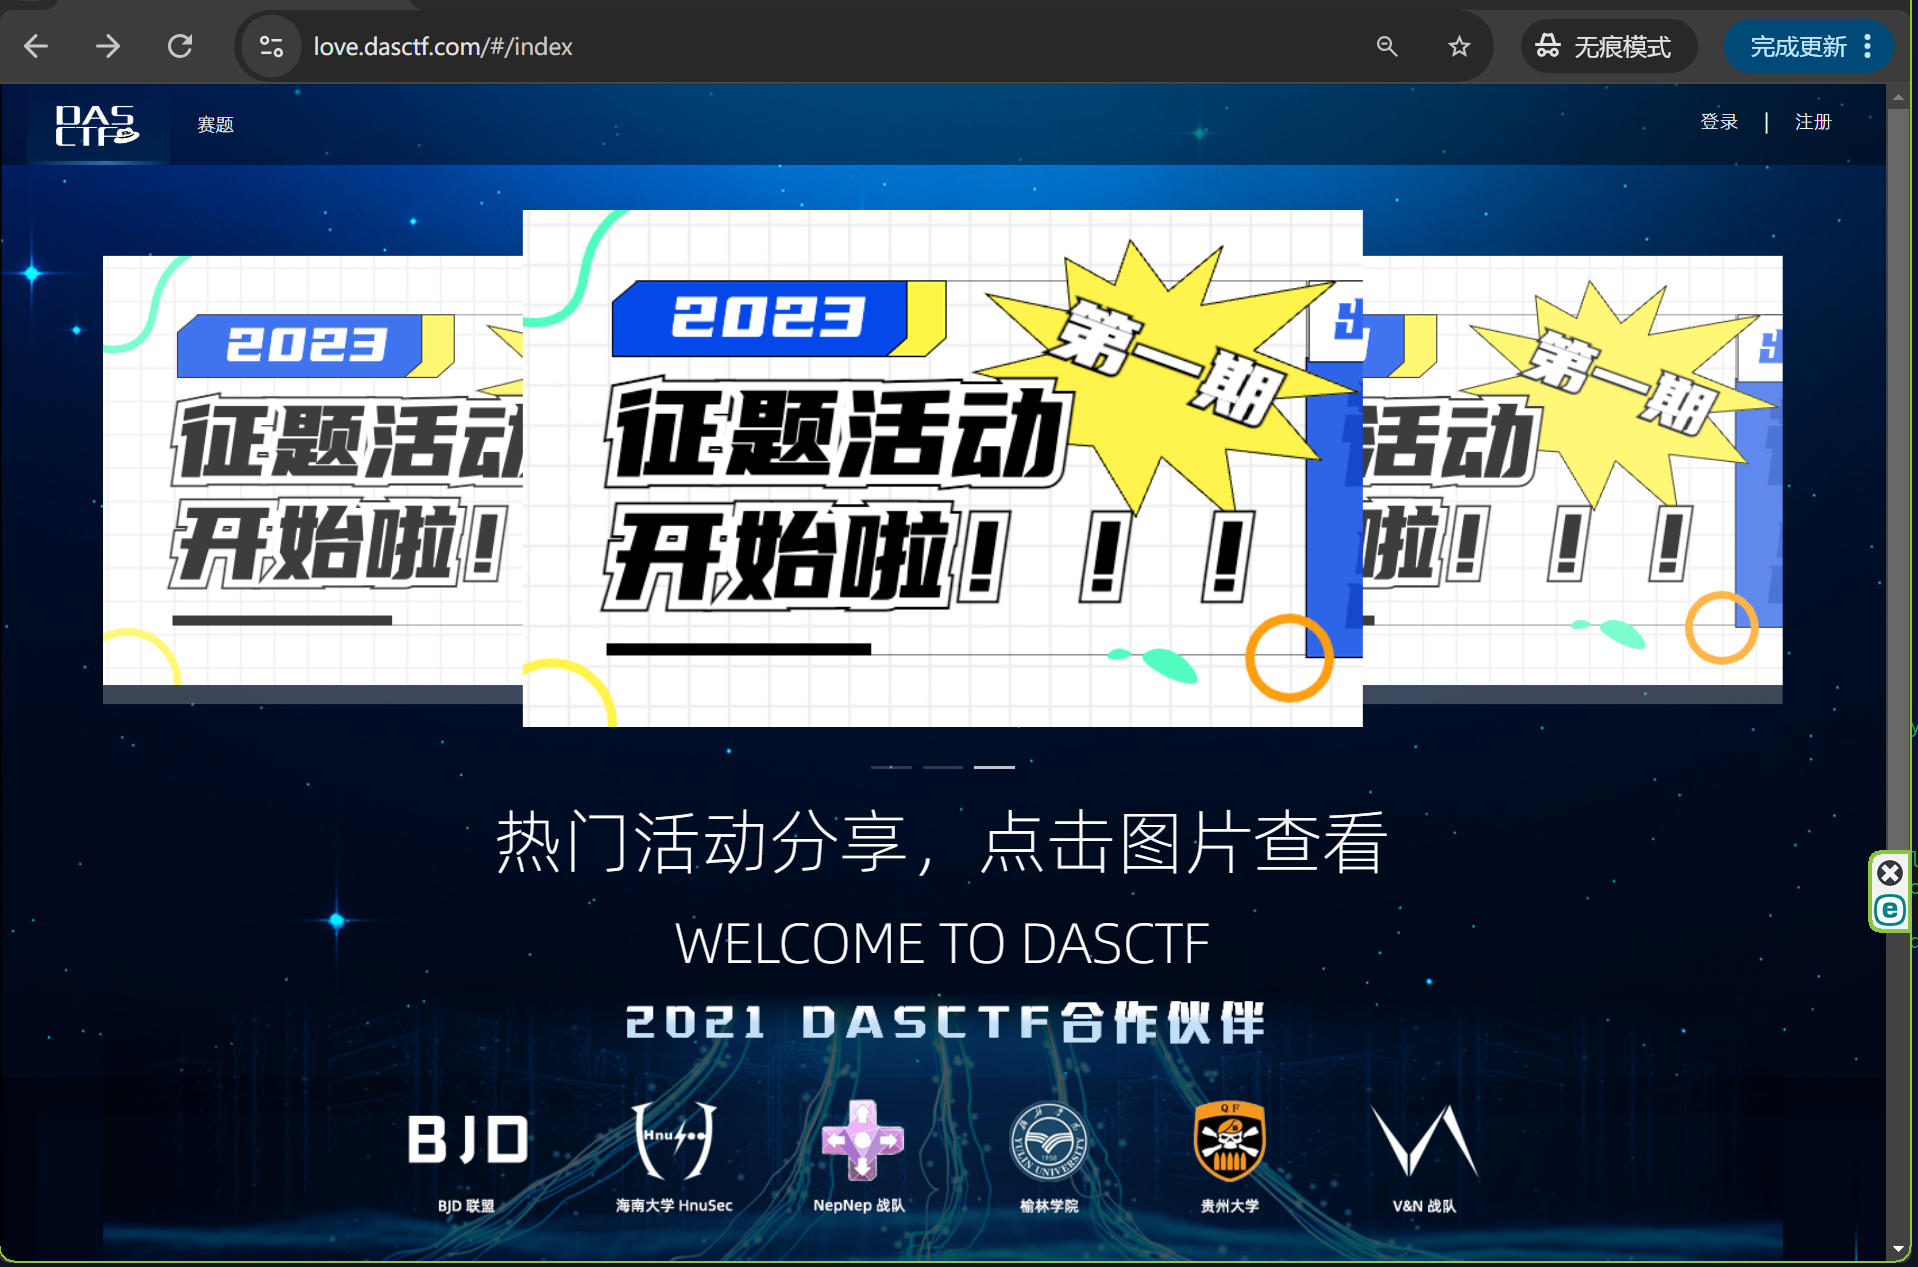 love.dasctf.com/#/index
无痕模式
完成更新
DAS
CTF
赛题
登录 | 注册
2023
征题活动
开始啦!
2023
第一期
征题活动
开始啦!!!
第一期
活动
啦!!!
热门活动分享，点击图片查看
WELCOME TO DASCTF
2021 DASCTF合作伙伴
BJD
Hnu
QF
YULIN UNIVERSITY
1958
BJD 联盟
海南大学 HnuSec
NepNep 战队
榆林学院
贵州大学
V&N 战队